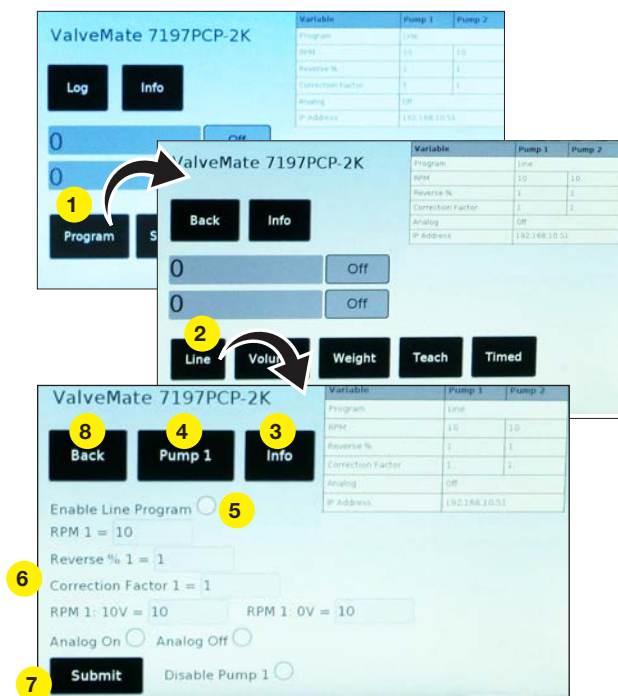 ValveMate 7197PCP-2K
Variable Pump 1 Pump 2
Program Line
RPM 10 10
Reverse % 1 1
Correction Factor 1 1
Analog Off
IP Address 192.168.10.51
Log Info
0 Off
0
1
Program S
ValveMate 7197PCP-2K
Variable Pump 1 Pump 2
Program Line
RPM 10 10
Reverse % 1 1
Correction Factor 1 1
Analog Off
IP Address 192.168.10.51
Back Info
0 Off
0 Off
2
Line Volum Weight Teach Timed
ValveMate 7197PCP-2K
Variable Pump 1 Pump 2
Program Line
RPM 10 10
Reverse % 1 1
Correction Factor 1 1
Analog Off
IP Address 192.168.10.51
8 4 3
Back Pump 1 Info
Enable Line Program 5
RPM 1 = 10
Reverse % 1 = 1
6
Correction Factor 1 = 1
RPM 1: 10V = 10 RPM 1: 0V = 10
Analog On Analog Off
7
Submit Disable Pump 1